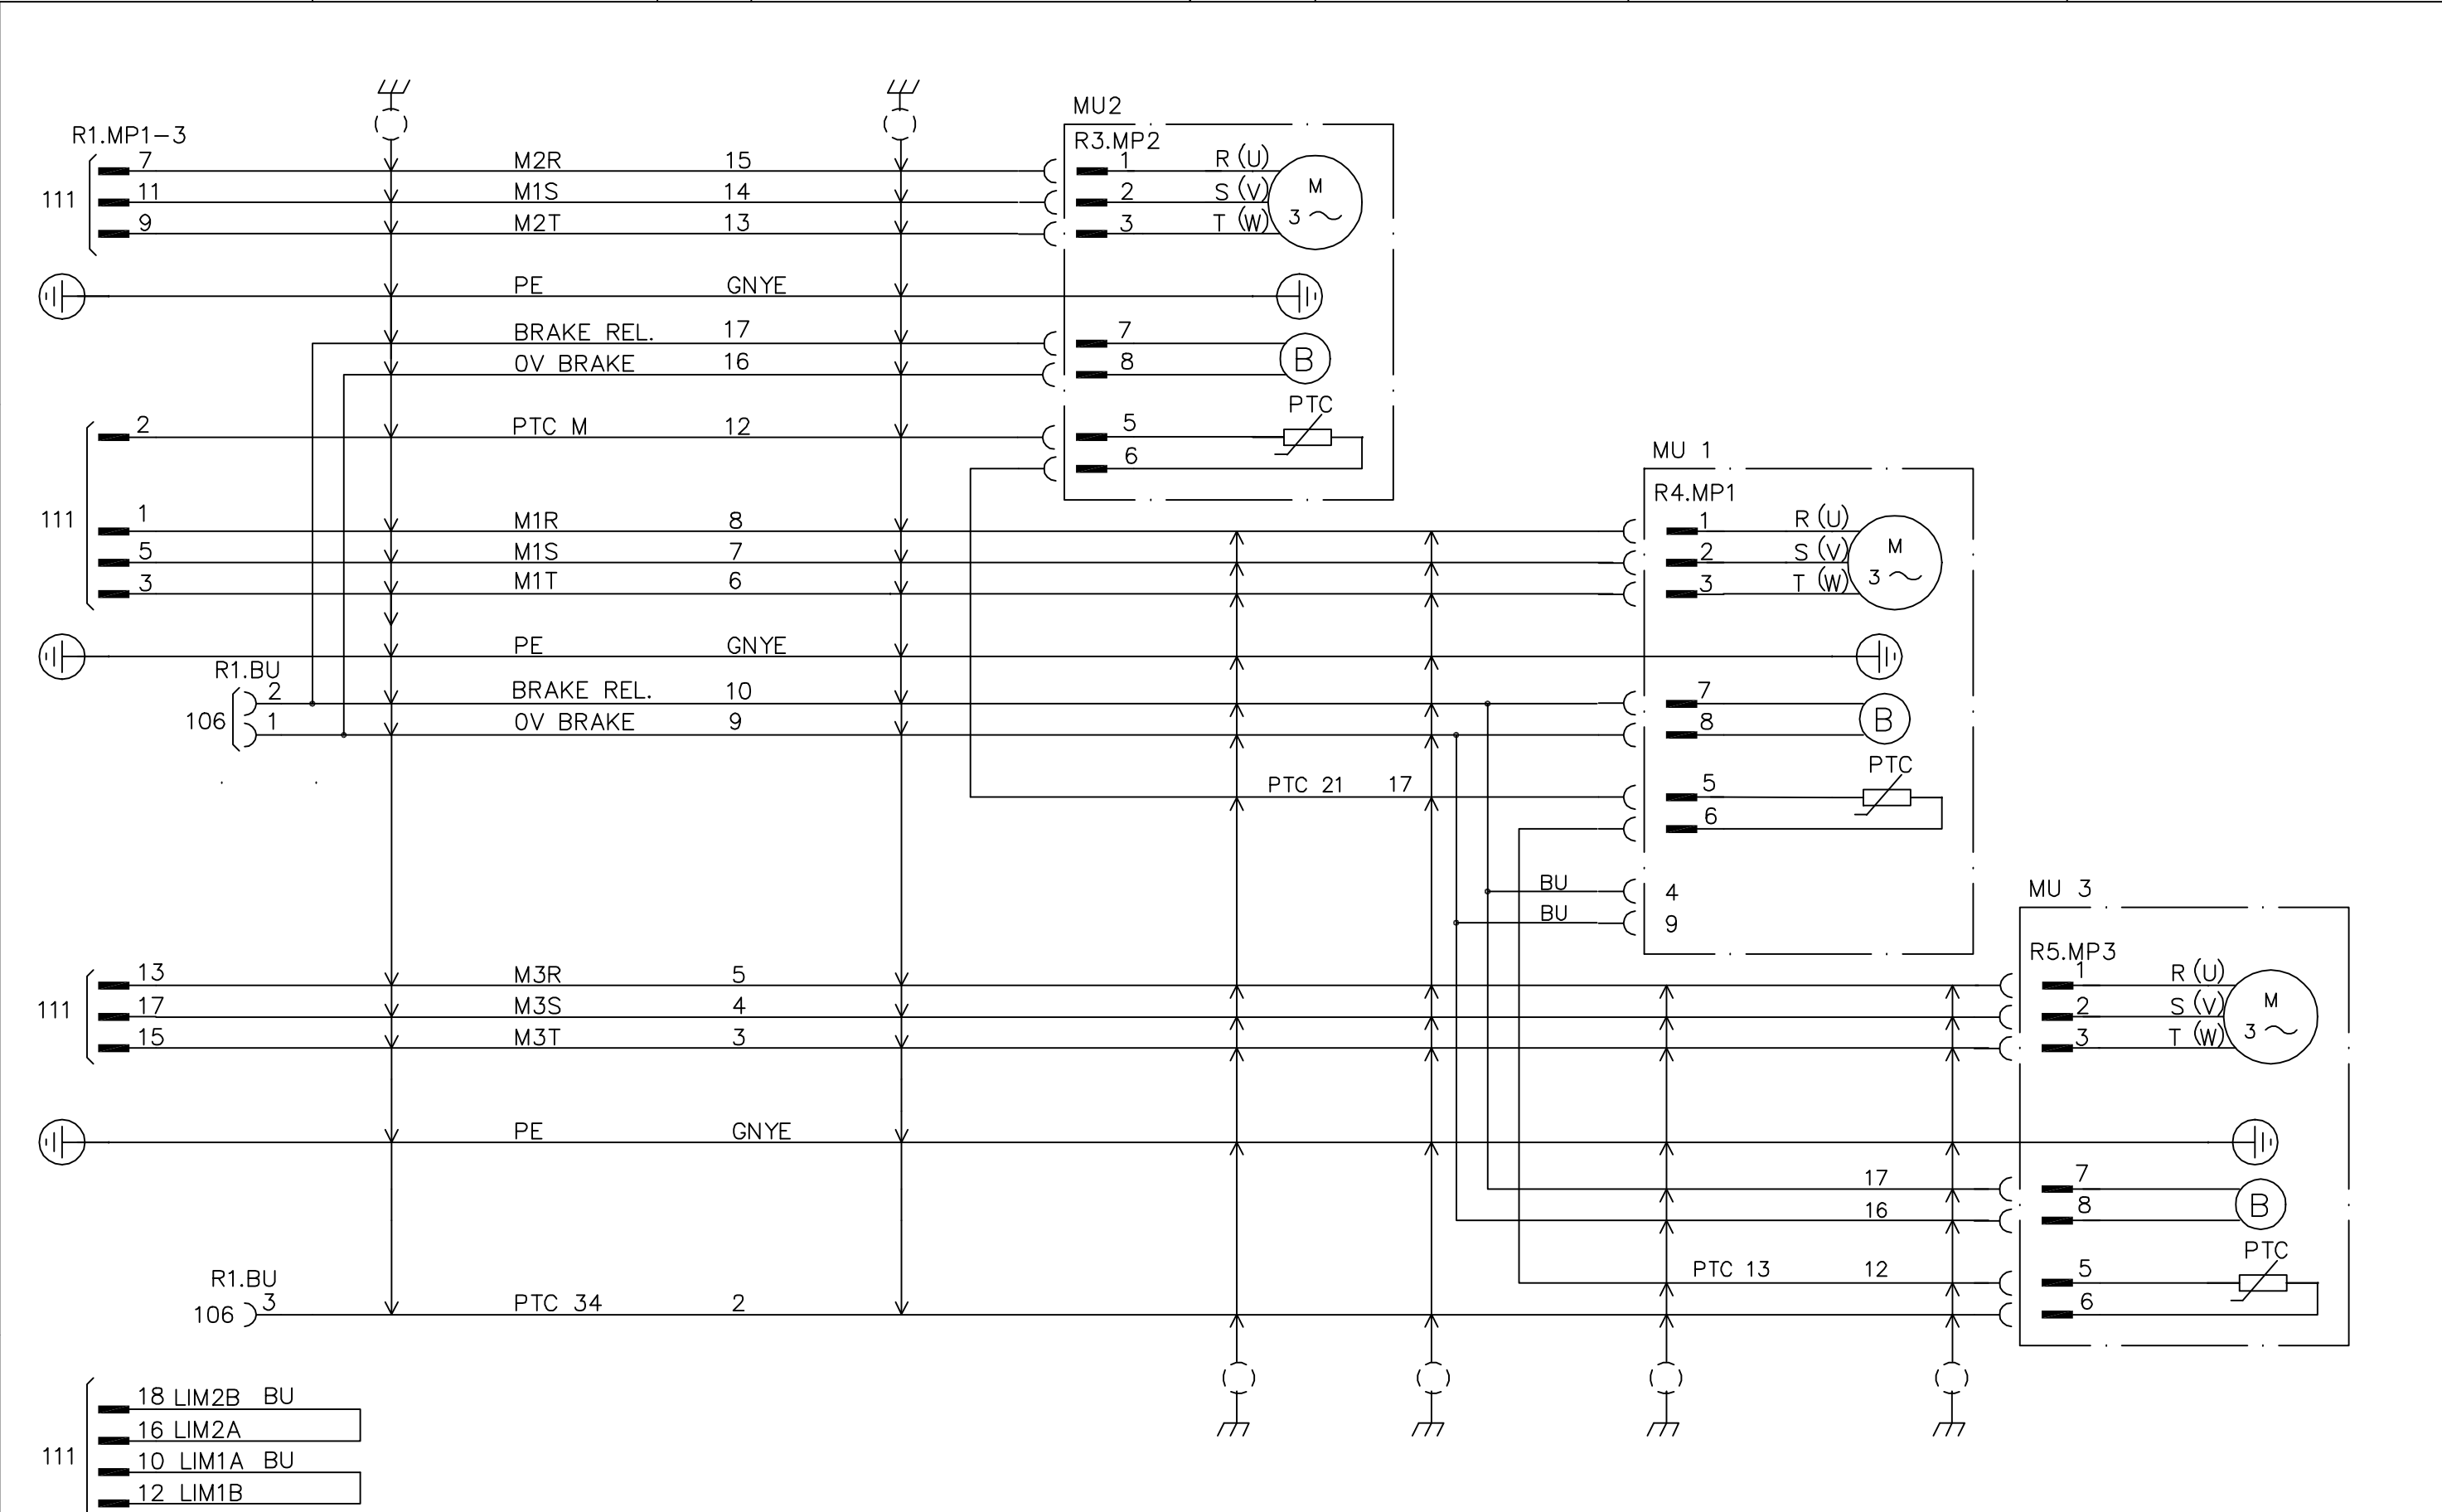 MU2
R1.MP1-3
R3.MP2
7 M2R 15 1 R (U)
M
111 11 M1S 14 2 S (V)
3
9 M2T 13 3 T (W)
PE GNYE
BRAKE REL. 17 7
B
0V BRAKE 16 8
PTC
2 PTC M 12 5
6
MU 1
R4.MP1
111 1 M1R 8 1 R (U)
M
5 M1S 7 2 S (V)
3
3 M1T 6 3 T (W)
PE GNYE
R1.BU
2 BRAKE REL. 10 7
B
106 1 0V BRAKE 9 8
PTC
PTC 21 17 5
6
BU 4
BU 9
MU 3
R5.MP3
13 M3R 5 1 R (U)
M
111 17 M3S 4 2 S (V)
3
15 M3T 3 3 T (W)
PE GNYE
17 7
B
16 8
PTC
PTC 13 12 5
R1.BU
106 3 PTC 34 2 6
18 LIM2B BU
16 LIM2A
111
10 LIM1A BU
12 LIM1B